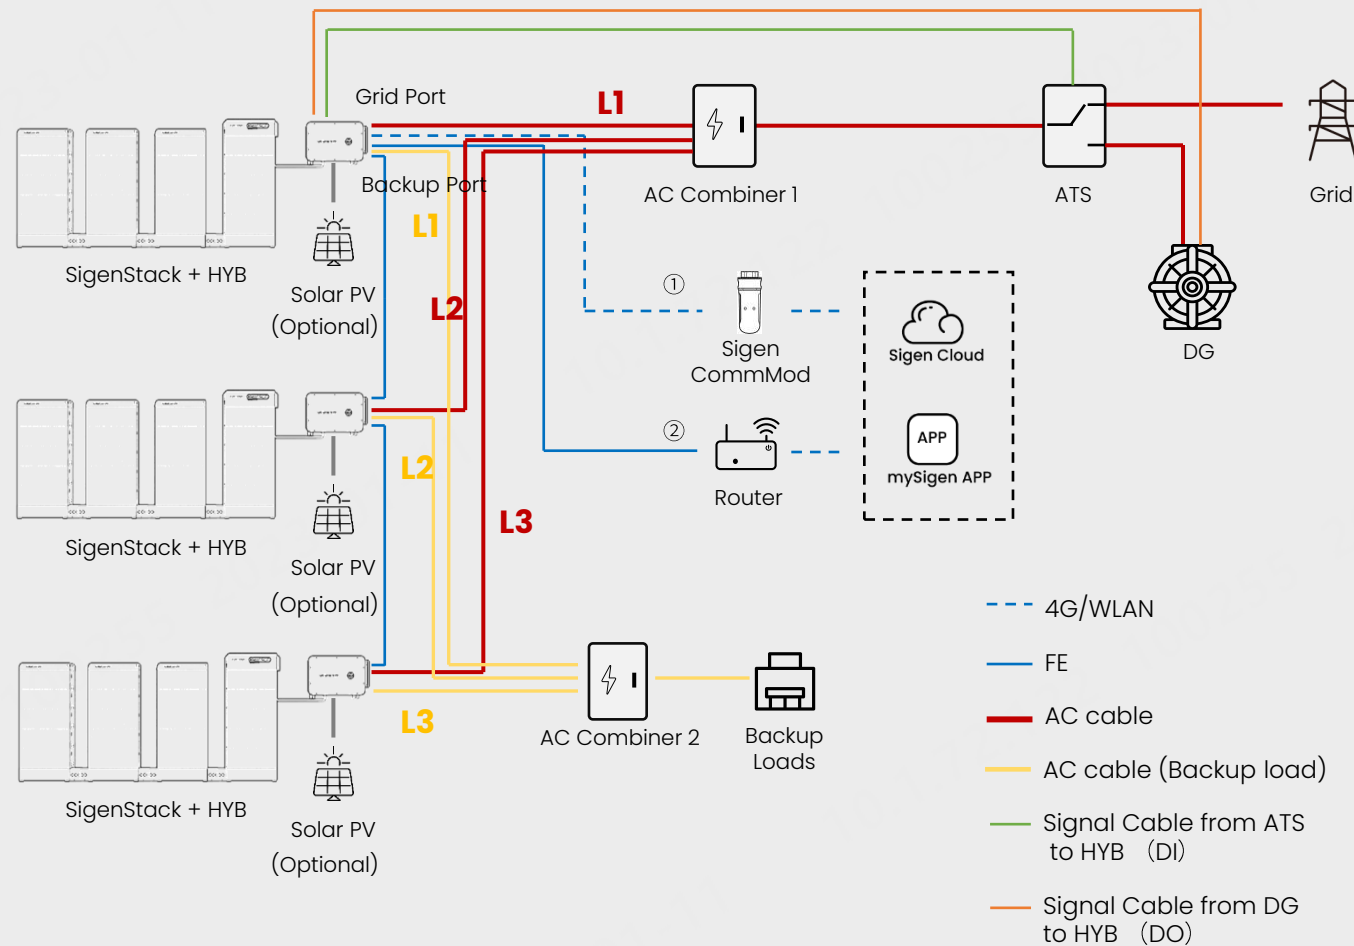 L1
Grid Port
Backup Port
AC Combiner 1
ATS
Grid
L1
SigenStack + HYB
Solar PV
(Optional)
L2
①
Sigen
CommMod
Sigen Cloud
DG
②
APP
mySigen APP
Router
L2
L3
SigenStack + HYB
Solar PV
(Optional)
4G/WLAN
FE
AC cable
L3
AC Combiner 2
Backup
Loads
AC cable (Backup load)
SigenStack + HYB
Solar PV
(Optional)
Signal Cable from ATS
to HYB （DI)
Signal Cable from DG
to HYB （DO)